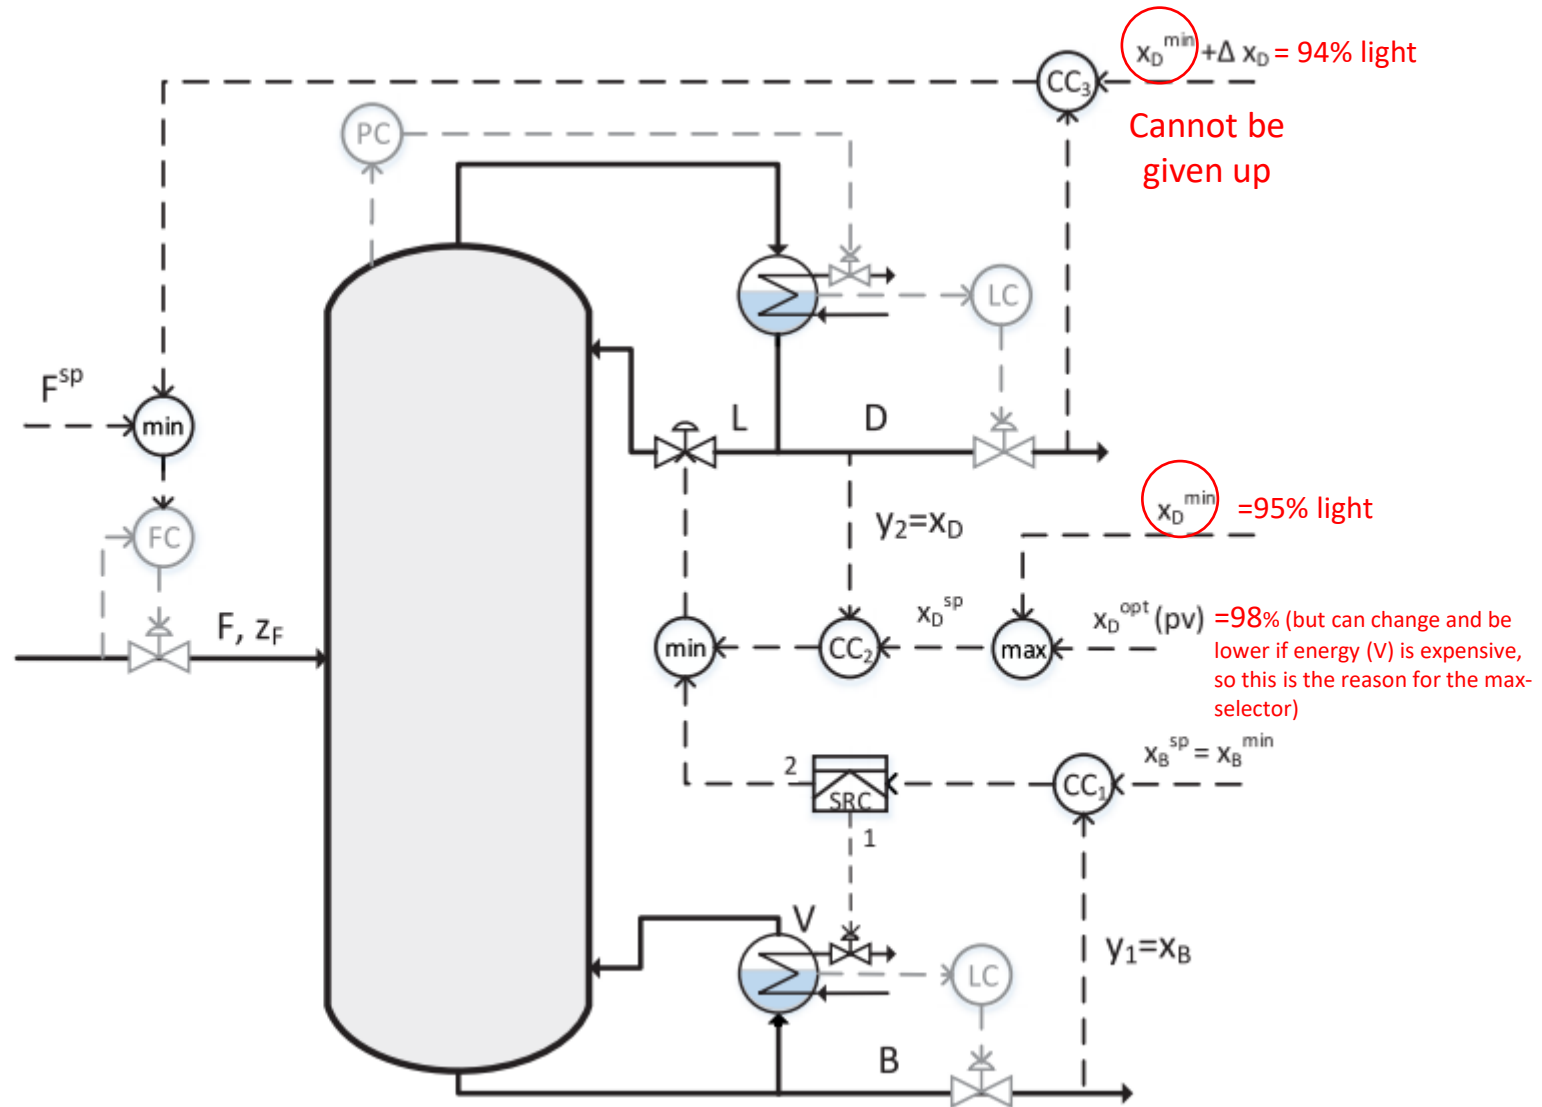 x_D^min +Δ x_D = 94% light
CC₃
Cannot be
given up
PC
LC
F^sp
min
L
D
x_D^min =95% light
FC
y₂=x_D
F, z_F
min
CC₂
x_D^sp
max
x_D^opt (pv) =98% (but can change and be
lower if energy (V) is expensive,
so this is the reason for the max-
selector)
2
SRC
1
CC₁
x_B^sp = x_B^min
V
LC
y₁=x_B
B